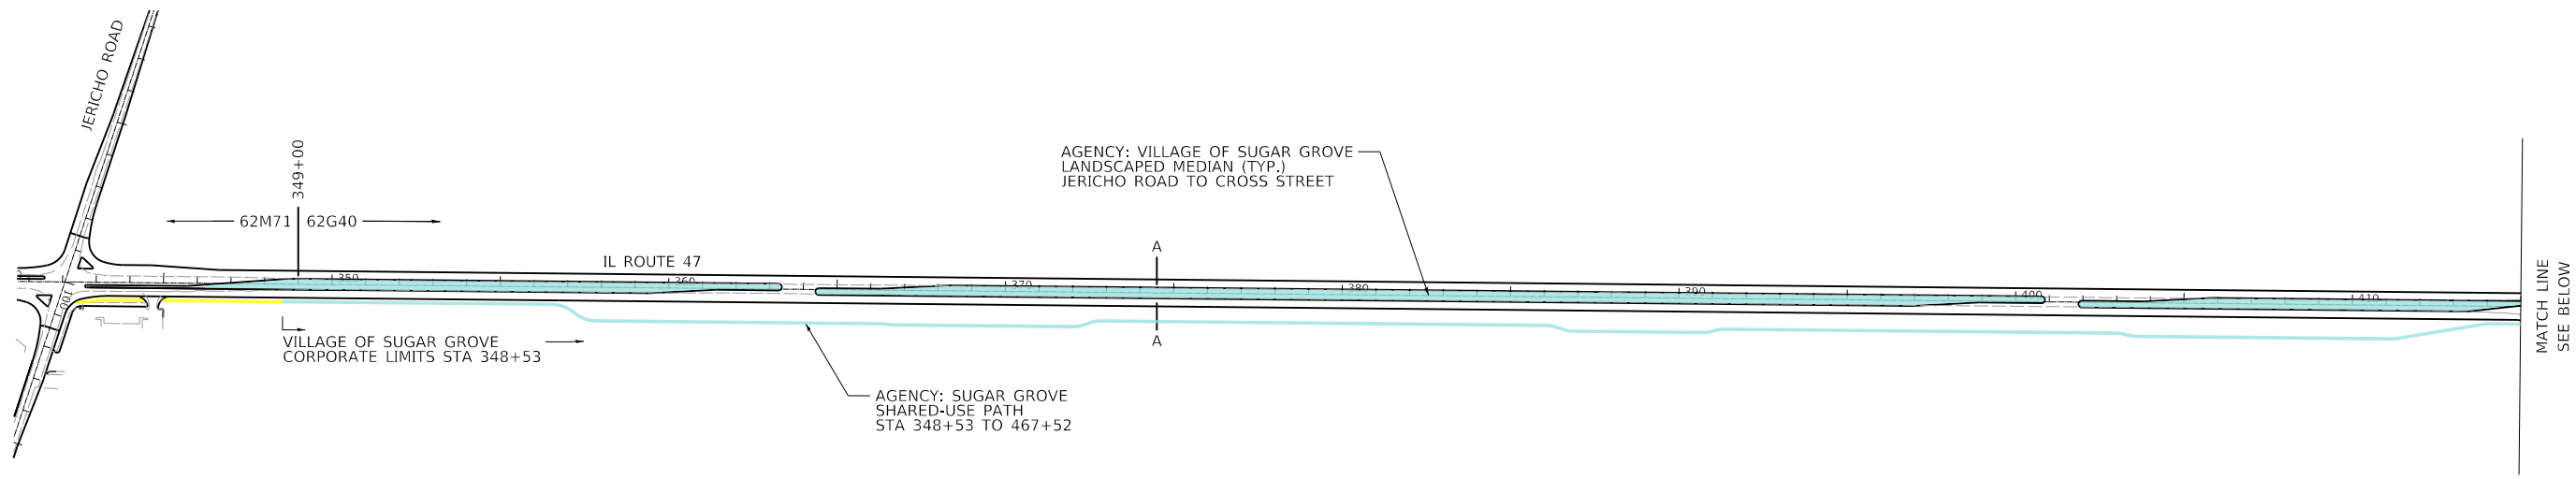 JERICHO ROAD
349+00
62M71 62G40
IL ROUTE 47
350
360
370
380
390
400
410
100
A
A
AGENCY: VILLAGE OF SUGAR GROVE
LANDSCAPED MEDIAN (TYP.)
JERICHO ROAD TO CROSS STREET
VILLAGE OF SUGAR GROVE
CORPORATE LIMITS STA 348+53
AGENCY: SUGAR GROVE
SHARED-USE PATH
STA 348+53 TO 467+52
MATCH LINE
SEE BELOW